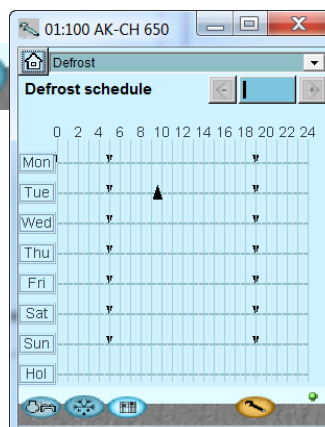 01:100 AK-CH 650
Defrost
Defrost schedule
0 2 4 6 8 10 12 14 16 18 20 22 24
Mon
Tue
Wed
Thu
Fri
Sat
Sun
Hol